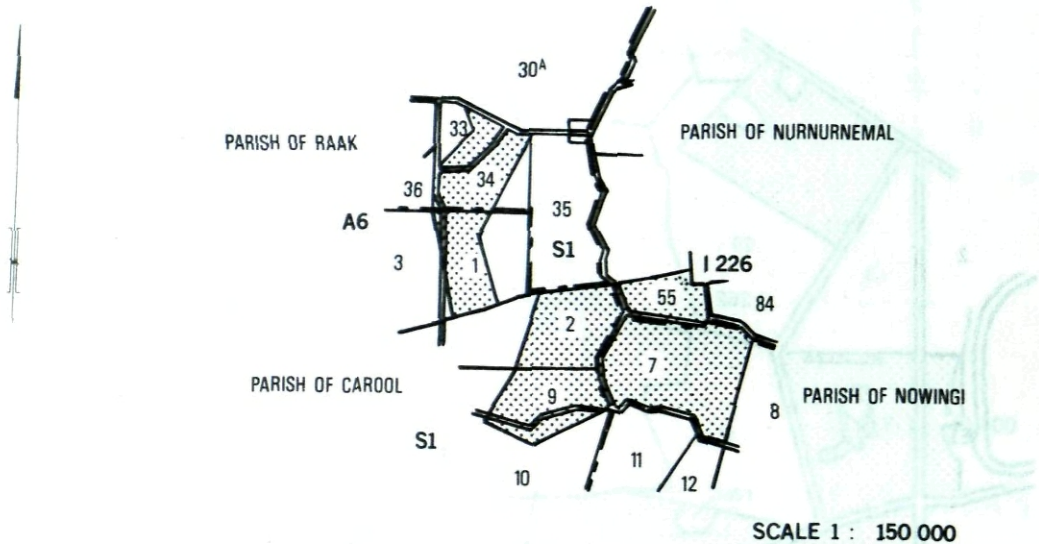 30A
33
PARISH OF NURNURNEMAL
PARISH OF RAAK
34
36
35
A6
S1
3
1
I 226
55
84
2
7
PARISH OF CAROOL
9
8
PARISH OF NOWINGI
S1
11
10
12
SCALE 1 : 150 000